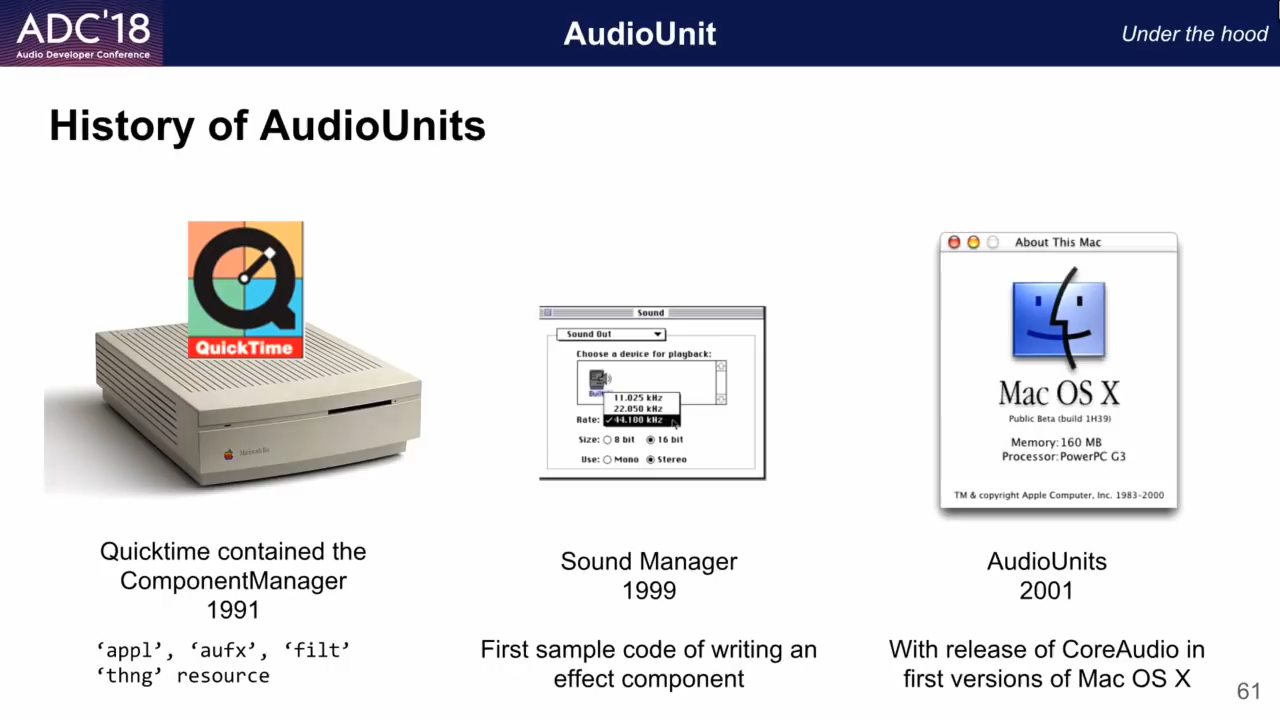 ADC'18
Audio Developer Conference
AudioUnit
Under the hood
History of AudioUnits
QuickTime
Sound
Sound Out
Choose a device for playback:
11.025 kHz
22.050 kHz
Rate: ✓44.100 kHz
Size: 8 bit 16 bit
Use: Mono Stereo
About This Mac
Mac OS X
Public Beta (build 1H39)
Memory: 160 MB
Processor: PowerPC G3
TM & copyright Apple Computer, Inc. 1983-2000
Quicktime contained the
ComponentManager
1991
‘appl’, ‘aufx’, ‘filt’
‘thng’ resource
Sound Manager
1999
First sample code of writing an
effect component
AudioUnits
2001
With release of CoreAudio in
first versions of Mac OS X
61